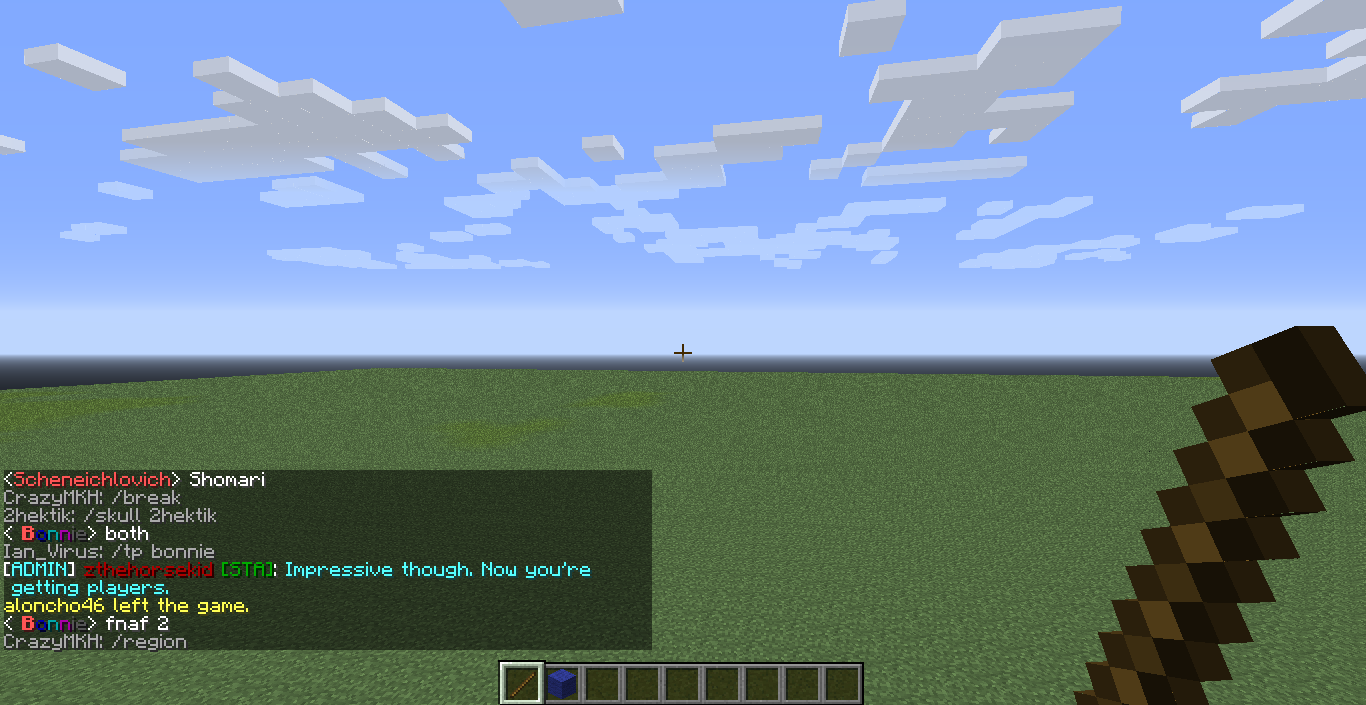 <Scheneichlovich> Shomari
CrazyMKH: /break
2hektik: /skull 2hektik
< Bonnie> both
Ian_Virus: /tp bonnie
[ADMIN] zthehorsekid [STA]: Impressive though. Now you're
getting players.
aloncho46 left the game.
< Bonnie> fnaf 2
CrazyMKH: /region